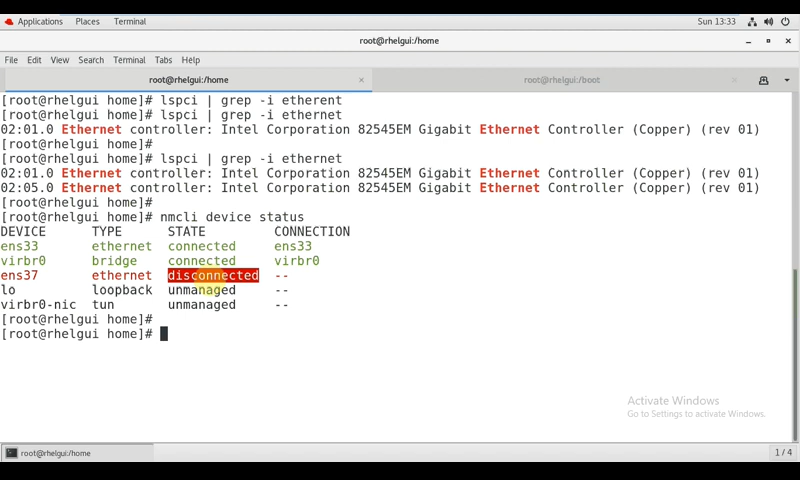 Applications Places Terminal Sun 13:33
root@rhelgui:/home
File Edit View Search Terminal Tabs Help
root@rhelgui:/home × root@rhelgui:/boot ×
[root@rhelgui home]# lspci | grep -i etherent
[root@rhelgui home]# lspci | grep -i ethernet
02:01.0 Ethernet controller: Intel Corporation 82545EM Gigabit Ethernet Controller (Copper) (rev 01)
[root@rhelgui home]#
[root@rhelgui home]# lspci | grep -i ethernet
02:01.0 Ethernet controller: Intel Corporation 82545EM Gigabit Ethernet Controller (Copper) (rev 01)
02:05.0 Ethernet controller: Intel Corporation 82545EM Gigabit Ethernet Controller (Copper) (rev 01)
[root@rhelgui home]#
[root@rhelgui home]# nmcli device status
DEVICE TYPE STATE CONNECTION
ens33 ethernet connected ens33
virbr0 bridge connected virbr0
ens37 ethernet disconnected --
lo loopback unmanaged --
virbr0-nic tun unmanaged --
[root@rhelgui home]#
[root@rhelgui home]#
Activate Windows
Go to Settings to activate Windows.
root@rhelgui:/home 1 / 4